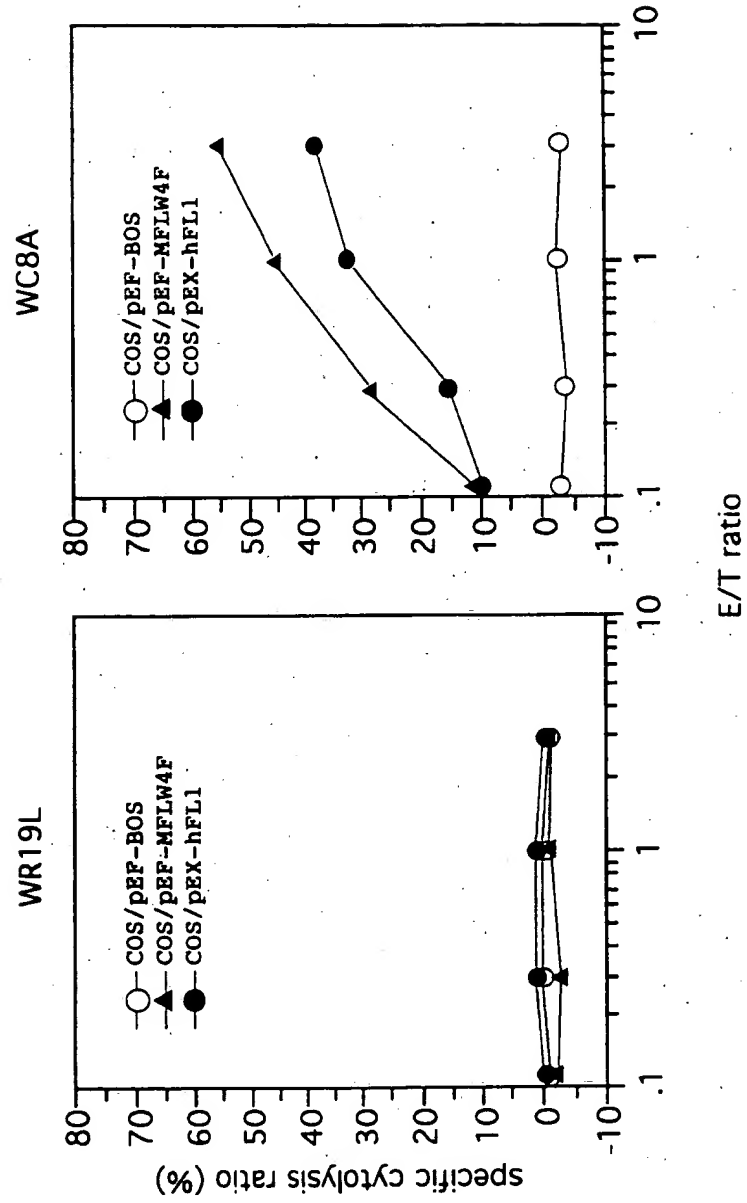 WR19L
COS/pEF-BOS
COS/pEF-MFLW4F
COS/pEX-hFL1
80
70
60
50
40
30
20
10
0
-10
.1
1
10
specific cytolysis ratio (%)
WC8A
COS/pEF-BOS
COS/pEF-MFLW4F
COS/pEX-hFL1
80
70
60
50
40
30
20
10
0
-10
.1
1
10
E/T ratio